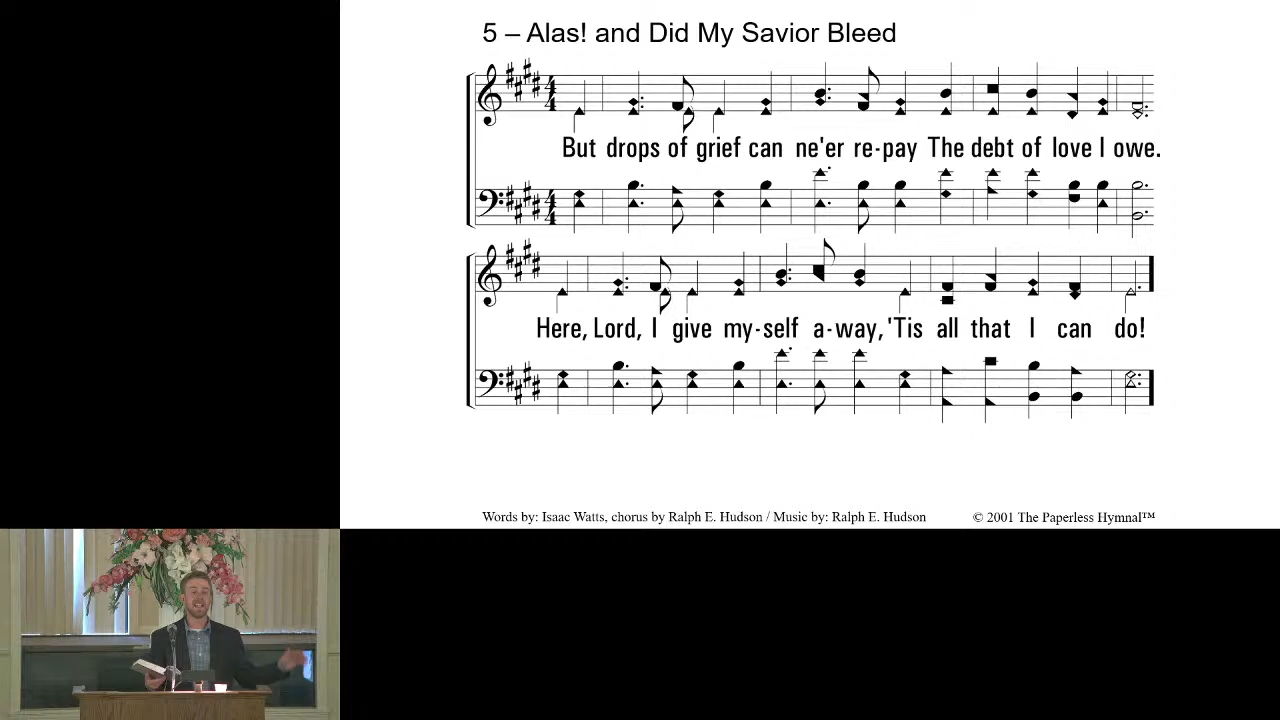 5 – Alas! and Did My Savior Bleed
But drops of grief can ne'er re-pay The debt of love I owe.
Here, Lord, I give my-self a-way, 'Tis all that I can do!
Words by: Isaac Watts, chorus by Ralph E. Hudson / Music by: Ralph E. Hudson © 2001 The Paperless Hymnal™